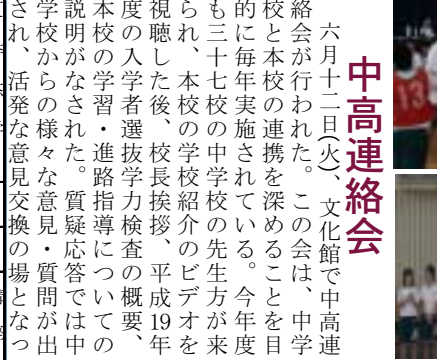 中高連絡会
六月十二日(火)、文化館で中高連
絡会が行われた。この会は、中学
校と本校の連携を深めることを目
的に毎年実施されている。今年度
も三十七校の中学校の先生方が来
られ、本校の学校紹介のビデオを
視聴した後、校長挨拶、平成19年
度の入学者選抜学力検査の概要、
本校の学習・進路指導についての
説明がなされた。質疑応答では中
学校からの様々な意見・質問が出
され、活発な意見交換の場となっ